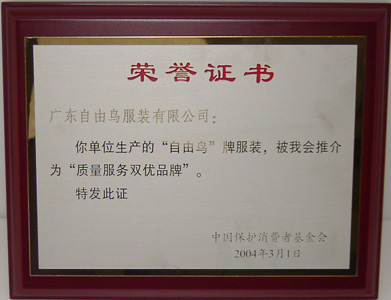 荣誉证书
广东自由鸟服装有限公司：
你单位生产的“自由鸟”牌服装，被我会推介
为“质量服务双优品牌”。
特发此证
中国保护消费者基金会
2004年3月1日